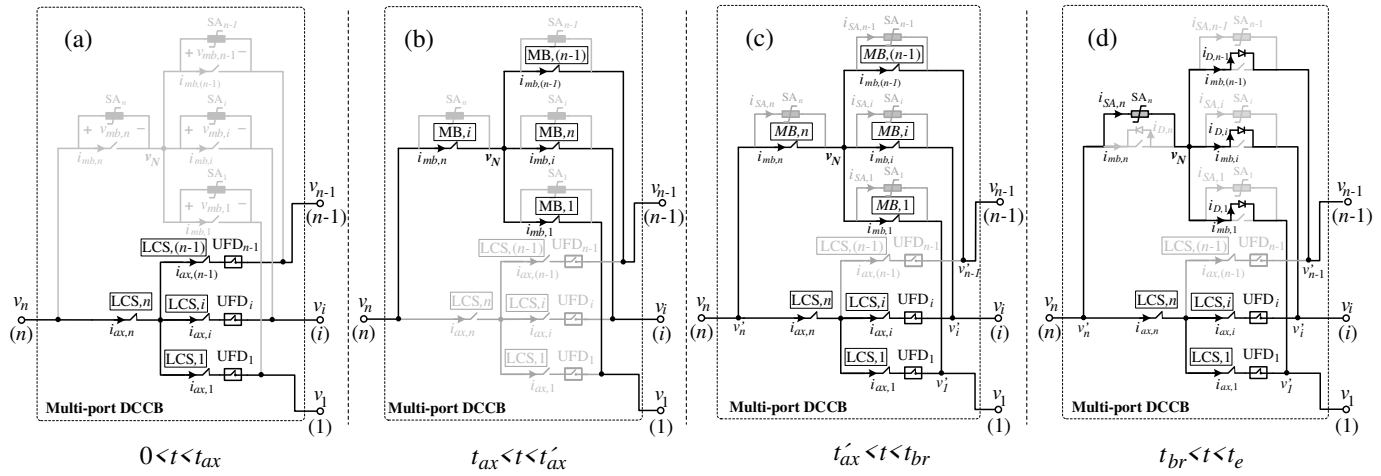 (a)
SA_{n-1}
+ v_{mb,n-1} −
i_{mb,(n-1)}
SA_n
SA_i
+ v_{mb,n} −
+ v_{mb,i} −
i_{mb,n}
v_N
i_{mb,i}
SA_1
+ v_{mb,1} −
i_{mb,1}
v_{n-1}
(n-1)
LCS,(n-1)
UFD_{n-1}
i_{ax,(n-1)}
v_n
LCS,n
LCS,i
UFD_i
v_i
(n)
i_{ax,n}
i_{ax,i}
(i)
LCS,1
UFD_1
i_{ax,1}
v_1
Multi-port DCCB
(1)
0<t<t_{ax}
(b)
SA_{n-1}
MB,(n-1)
i_{mb,(n-1)}
SA_n
SA_i
MB,i
MB,n
i_{mb,n}
v_N
i_{mb,i}
SA_1
MB,1
i_{mb,1}
v_{n-1}
(n-1)
LCS,(n-1)
UFD_{n-1}
i_{ax,(n-1)}
v_n
LCS,n
LCS,i
UFD_i
v_i
(n)
i_{ax,n}
i_{ax,i}
(i)
LCS,1
UFD_1
i_{ax,1}
v_1
Multi-port DCCB
(1)
t_{ax}<t<t'_{ax}
(c)
i_{SA,n-1}
SA_{n-1}
MB,(n-1)
i_{mb,(n-1)}
i_{SA,n}
SA_n
i_{SA,i}
SA_i
MB,n
MB,i
i_{mb,n}
v_N
i_{mb,i}
i_{SA,1}
SA_1
MB,1
i_{mb,1}
v_{n-1}
(n-1)
LCS,(n-1)
UFD_{n-1}
i_{ax,(n-1)}
v'_{n-1}
v_n
LCS,n
LCS,i
UFD_i
v_i
(n)
v'_n
i_{ax,n}
i_{ax,i}
v'_i
(i)
LCS,1
UFD_1
i_{ax,1}
v'_1
v_1
Multi-port DCCB
(1)
t'_{ax}<t<t_{br}
(d)
i_{SA,n-1}
SA_{n-1}
i_{D,n-1}
i_{mb,(n-1)}
i_{SA,n}
SA_n
i_{SA,i}
SA_i
i_{D,n}
i_{D,i}
i_{mb,n}
v_N
i_{mb,i}
i_{SA,1}
SA_1
i_{D,1}
i_{mb,1}
v_{n-1}
(n-1)
LCS,(n-1)
UFD_{n-1}
i_{ax,(n-1)}
v'_{n-1}
v_n
LCS,n
LCS,i
UFD_i
v_i
(n)
v'_n
i_{ax,n}
i_{ax,i}
v'_i
(i)
LCS,1
UFD_1
i_{ax,1}
v'_1
v_1
Multi-port DCCB
(1)
t_{br}<t<t_e